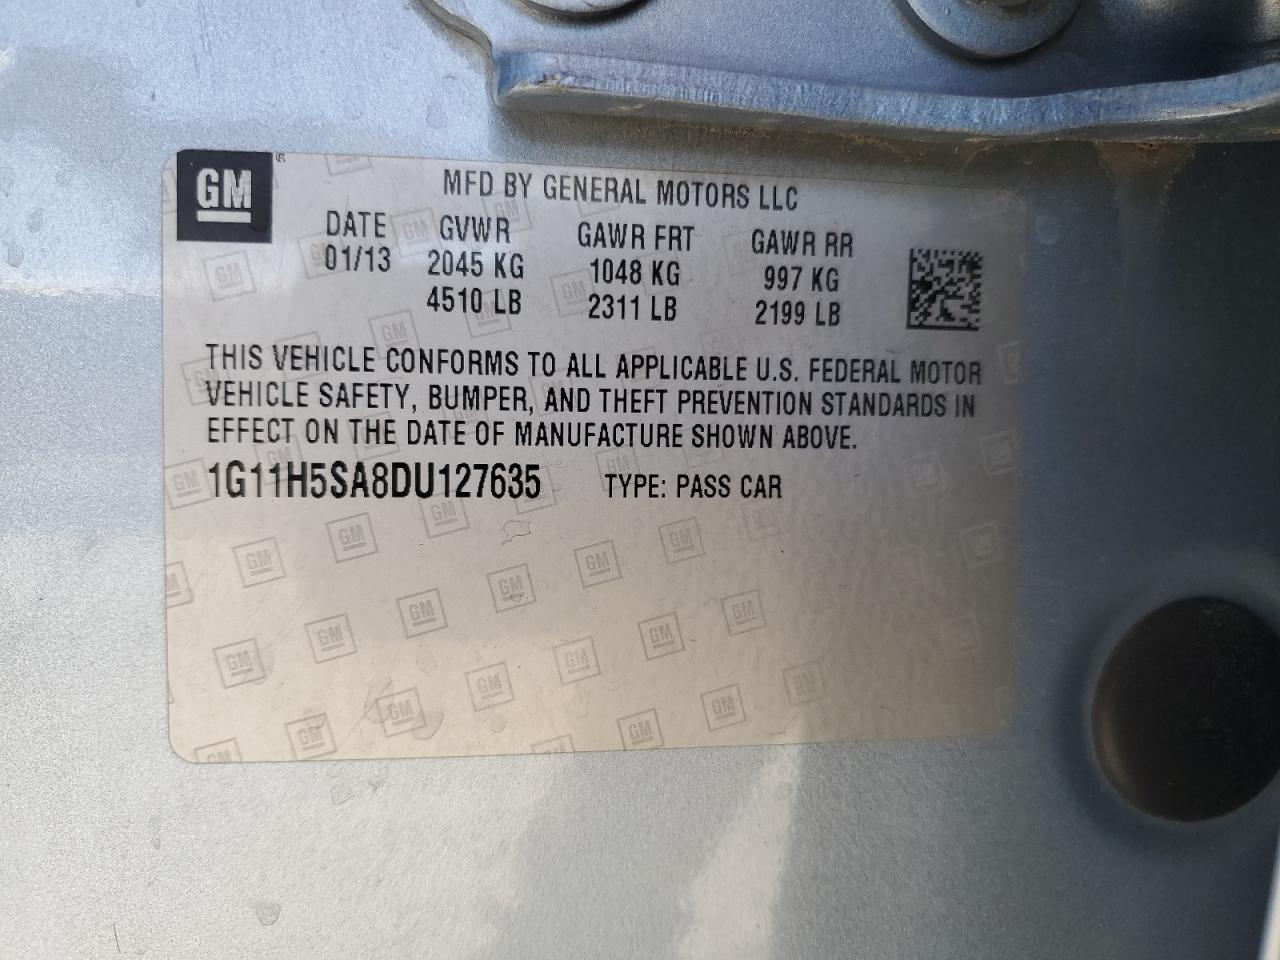 GM
MFD BY GENERAL MOTORS LLC
DATE GVWR GAWR FRT GAWR RR
01/13 2045 KG 1048 KG 997 KG
4510 LB 2311 LB 2199 LB
THIS VEHICLE CONFORMS TO ALL APPLICABLE U.S. FEDERAL MOTOR
VEHICLE SAFETY, BUMPER, AND THEFT PREVENTION STANDARDS IN
EFFECT ON THE DATE OF MANUFACTURE SHOWN ABOVE.
1G11H5SA8DU127635 TYPE: PASS CAR